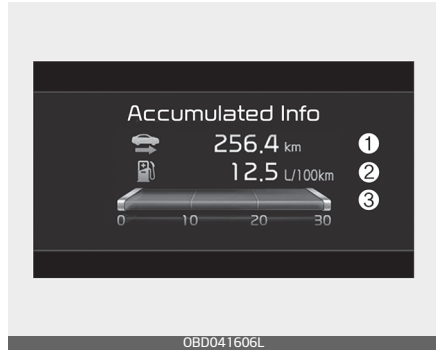 Accumulated Info
256.4 km ①
12.5 L/100km ②
③
0 10 20 30
OBD041606L